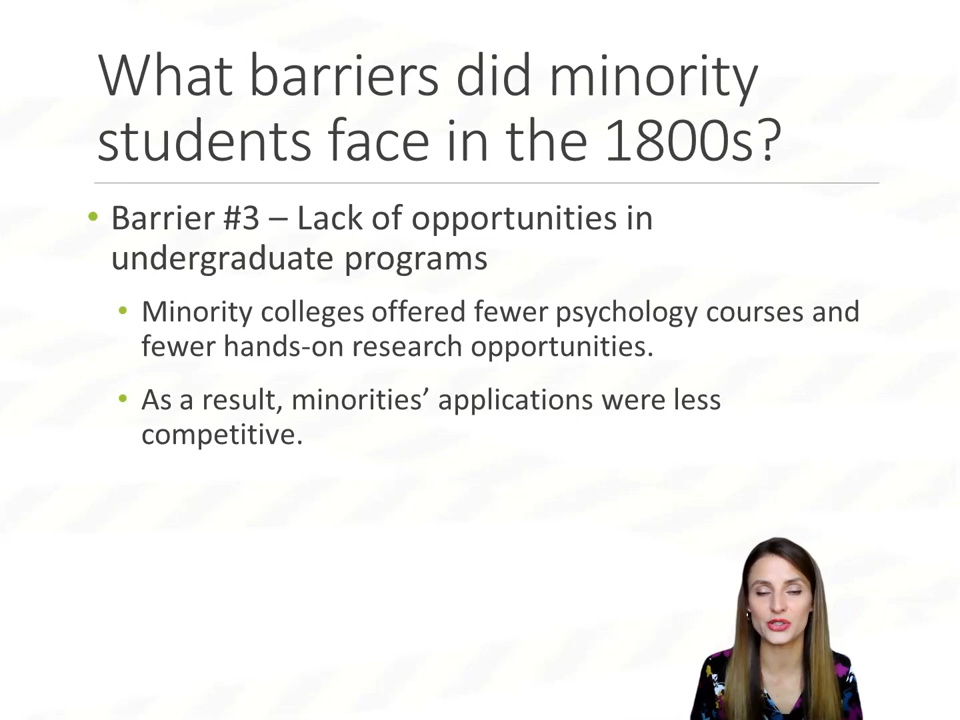 What barriers did minority
students face in the 1800s?
• Barrier #3 – Lack of opportunities in
undergraduate programs
• Minority colleges offered fewer psychology courses and
fewer hands-on research opportunities.
• As a result, minorities’ applications were less
competitive.